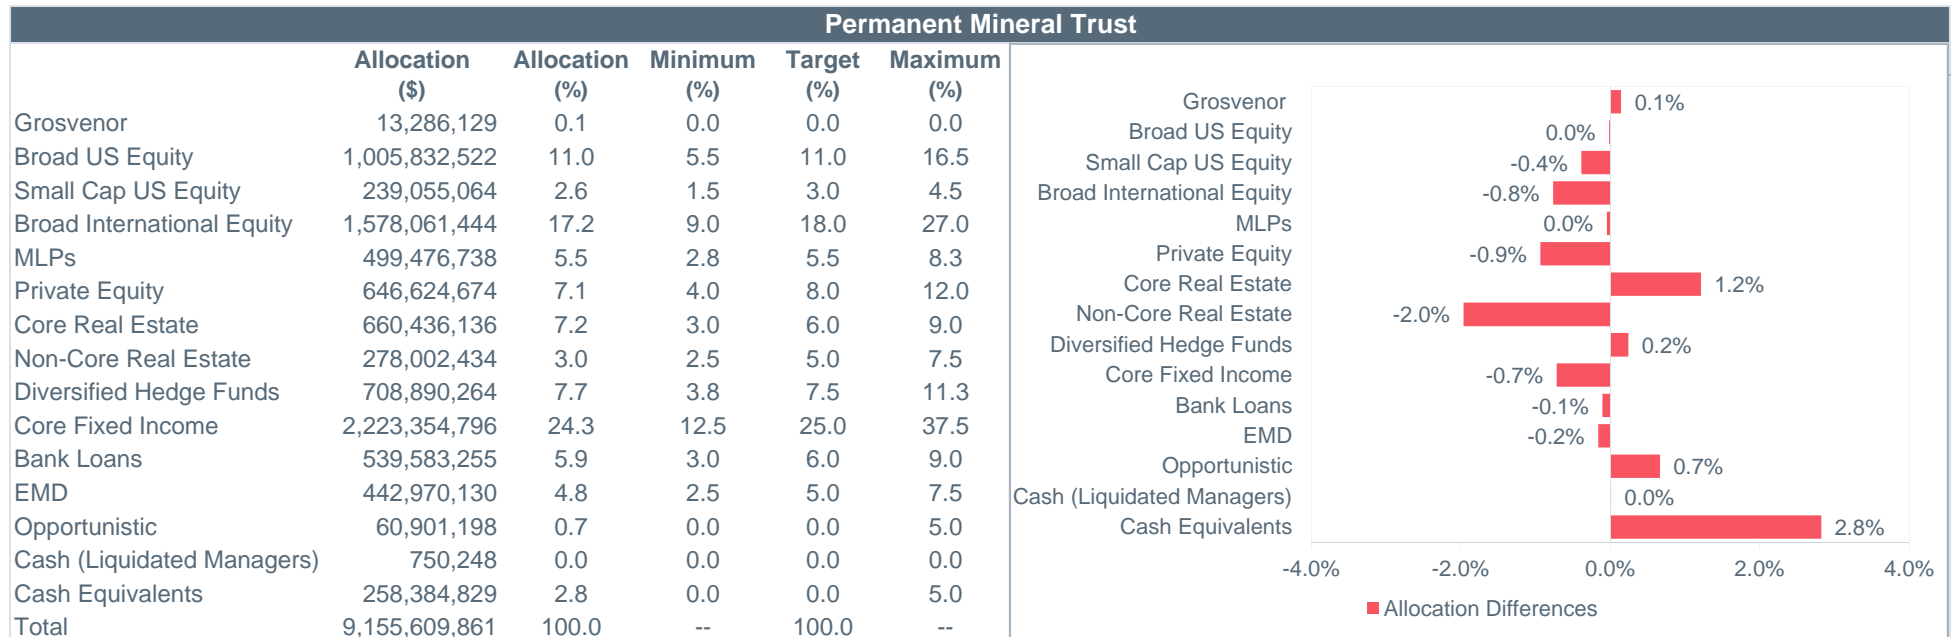 Permanent Mineral Trust
Allocation Allocation Minimum Target Maximum
($) (%) (%) (%) (%)
Grosvenor 13,286,129 0.1 0.0 0.0 0.0
Broad US Equity 1,005,832,522 11.0 5.5 11.0 16.5
Small Cap US Equity 239,055,064 2.6 1.5 3.0 4.5
Broad International Equity 1,578,061,444 17.2 9.0 18.0 27.0
MLPs 499,476,738 5.5 2.8 5.5 8.3
Private Equity 646,624,674 7.1 4.0 8.0 12.0
Core Real Estate 660,436,136 7.2 3.0 6.0 9.0
Non-Core Real Estate 278,002,434 3.0 2.5 5.0 7.5
Diversified Hedge Funds 708,890,264 7.7 3.8 7.5 11.3
Core Fixed Income 2,223,354,796 24.3 12.5 25.0 37.5
Bank Loans 539,583,255 5.9 3.0 6.0 9.0
EMD 442,970,130 4.8 2.5 5.0 7.5
Opportunistic 60,901,198 0.7 0.0 0.0 5.0
Cash (Liquidated Managers) 750,248 0.0 0.0 0.0 0.0
Cash Equivalents 258,384,829 2.8 0.0 0.0 5.0
Total 9,155,609,861 100.0 -- 100.0 --
Grosvenor 0.1%
Broad US Equity 0.0%
Small Cap US Equity -0.4%
Broad International Equity -0.8%
MLPs 0.0%
Private Equity -0.9%
Core Real Estate 1.2%
Non-Core Real Estate -2.0%
Diversified Hedge Funds 0.2%
Core Fixed Income -0.7%
Bank Loans -0.1%
EMD -0.2%
Opportunistic 0.7%
Cash (Liquidated Managers) 0.0%
Cash Equivalents 2.8%
-4.0% -2.0% 0.0% 2.0% 4.0%
Allocation Differences